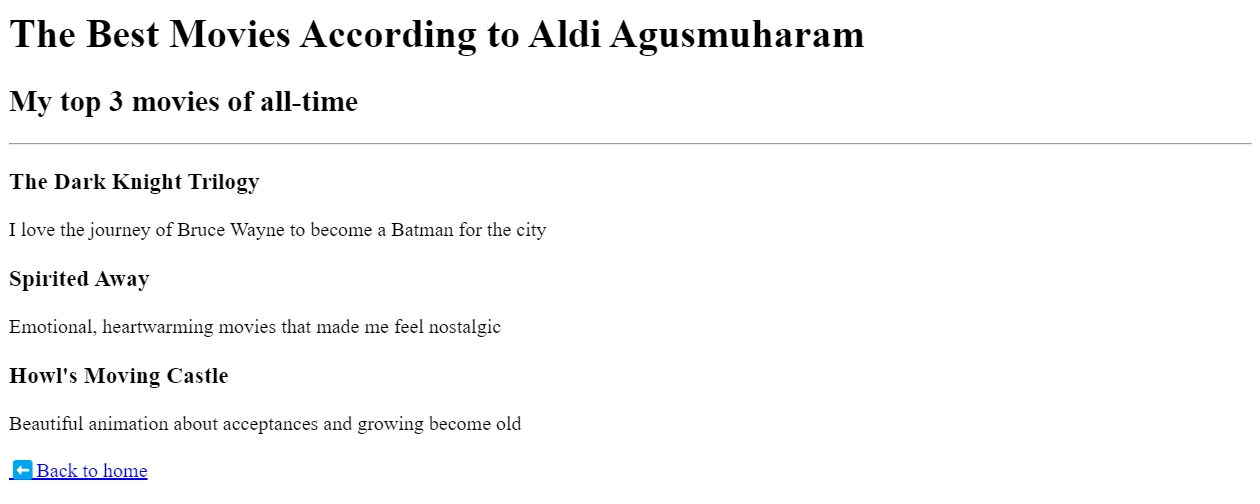 The Best Movies According to Aldi Agusmuharam
My top 3 movies of all-time
The Dark Knight Trilogy
I love the journey of Bruce Wayne to become a Batman for the city
Spirited Away
Emotional, heartwarming movies that made me feel nostalgic
Howl's Moving Castle
Beautiful animation about acceptances and growing become old
⬅️ Back to home